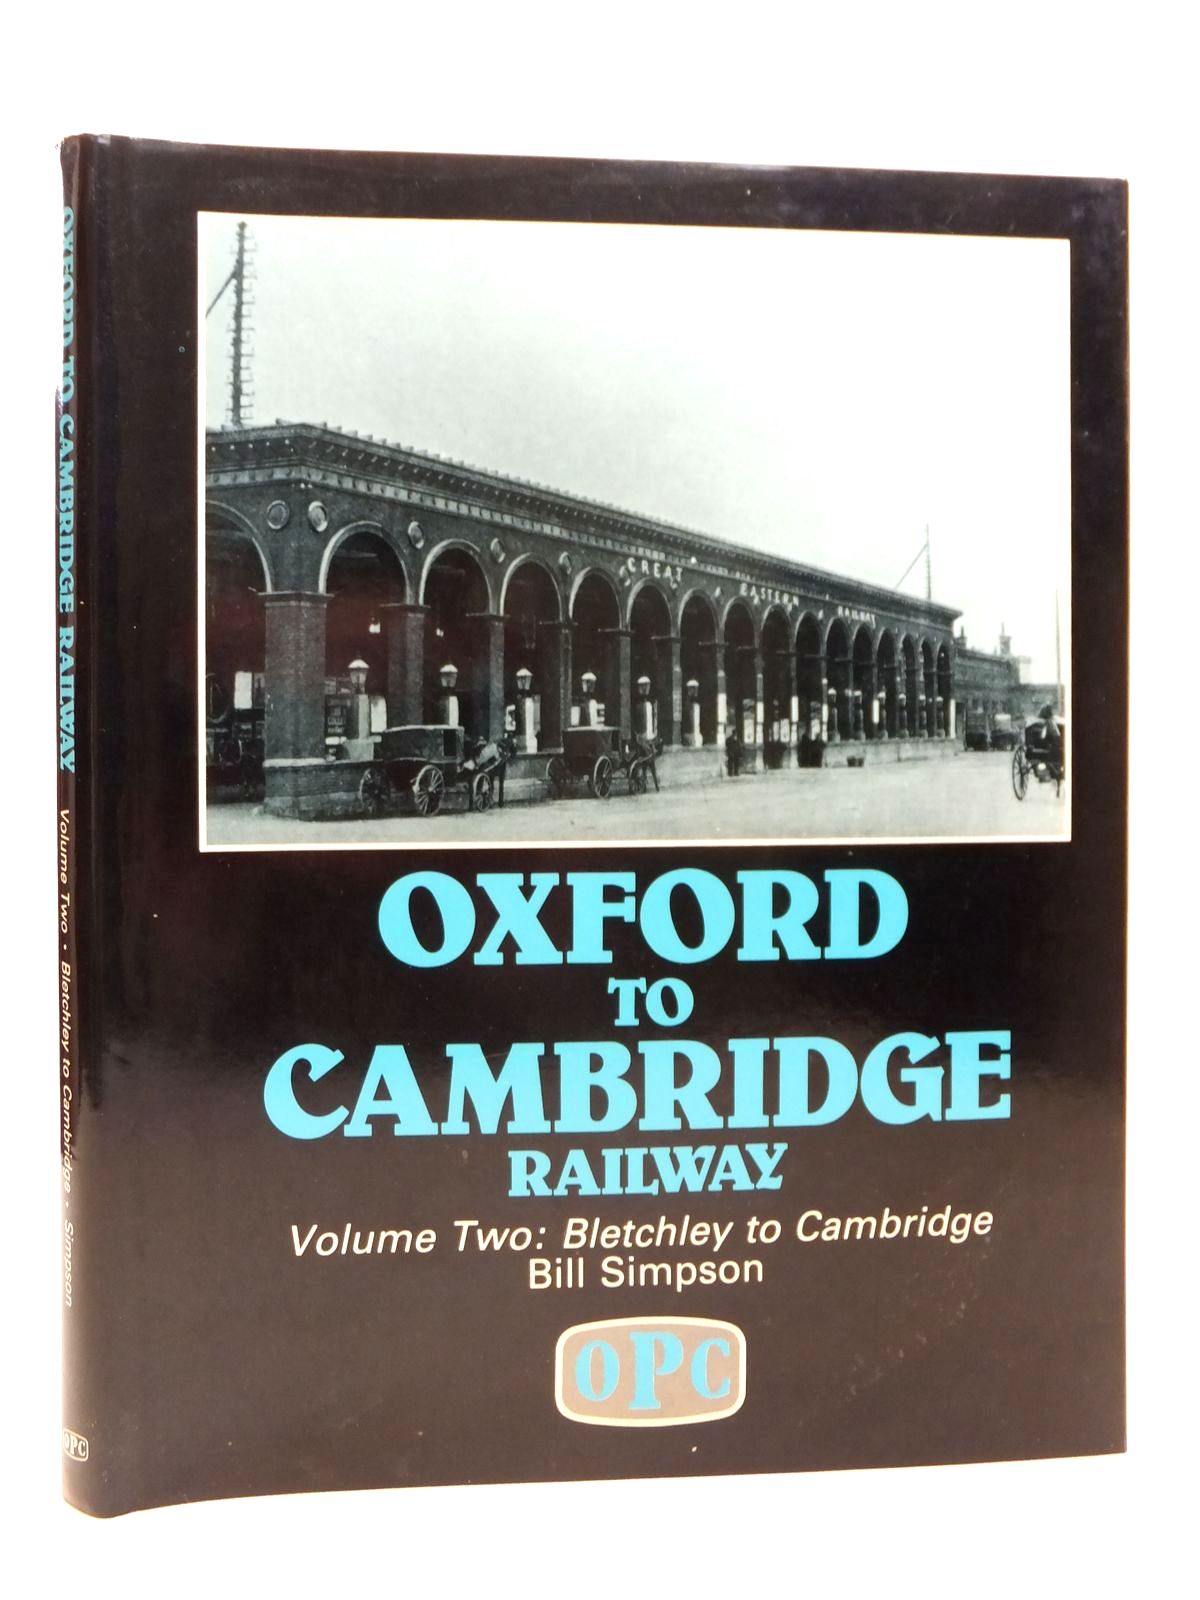 OXFORD TO CAMBRIDGE RAILWAY Volume Two • Bletchley to Cambridge • Simpson
OPC
GREAT EASTERN RAILWAY
OXFORD
TO
CAMBRIDGE
RAILWAY
Volume Two: Bletchley to Cambridge
Bill Simpson
OPC